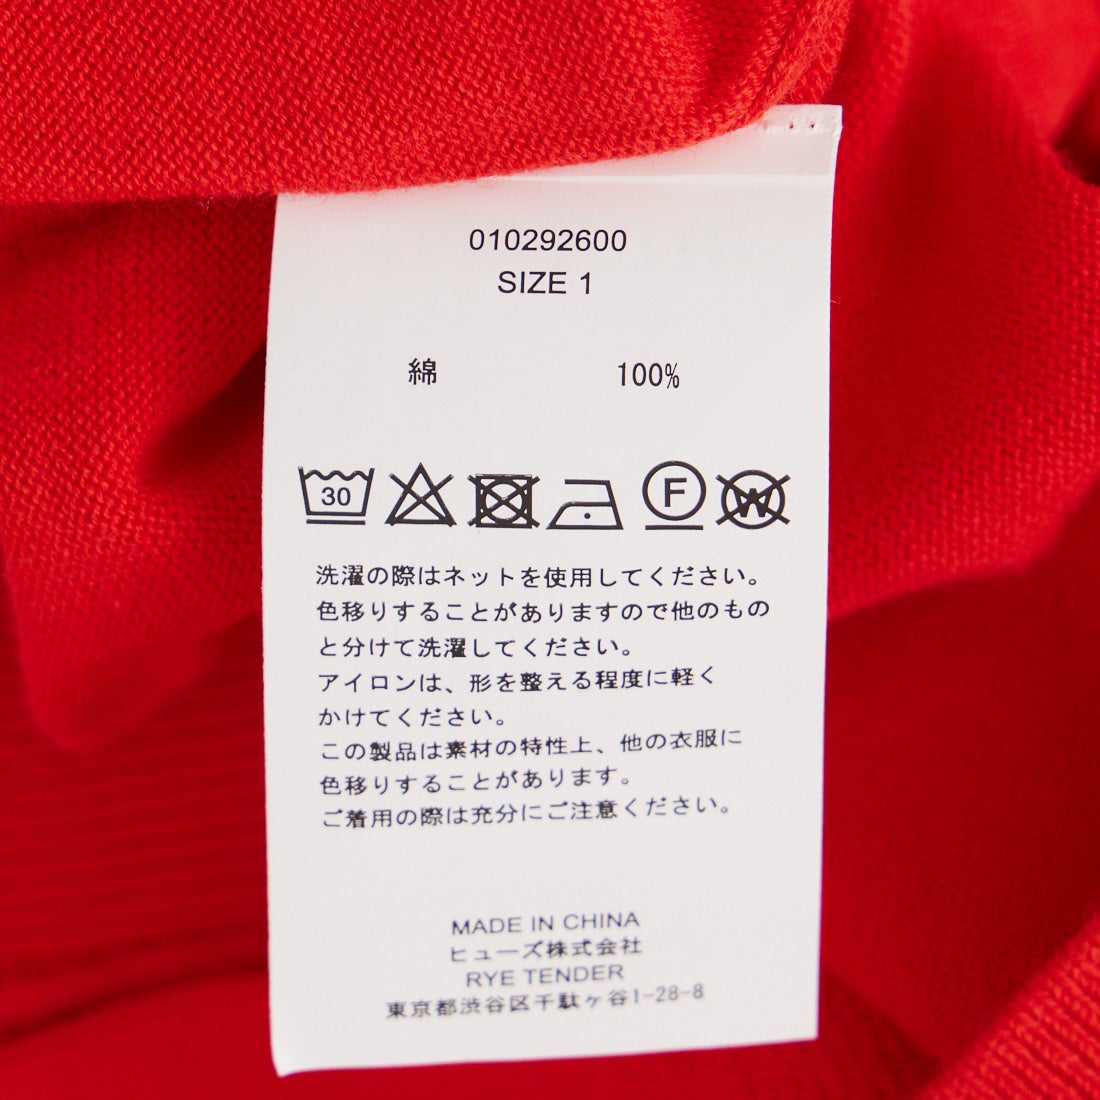 010292600
SIZE 1
綿 100%
30
F
W
洗濯の際はネットを使用してください。
色移りすることがありますので他のもの
と分けて洗濯してください。
アイロンは、形を整える程度に軽く
かけてください。
この製品は素材の特性上、他の衣服に
色移りすることがあります。
ご着用の際は充分にご注意ください。
MADE IN CHINA
ヒューズ株式会社
RYE TENDER
東京都渋谷区千駄ヶ谷1-28-8